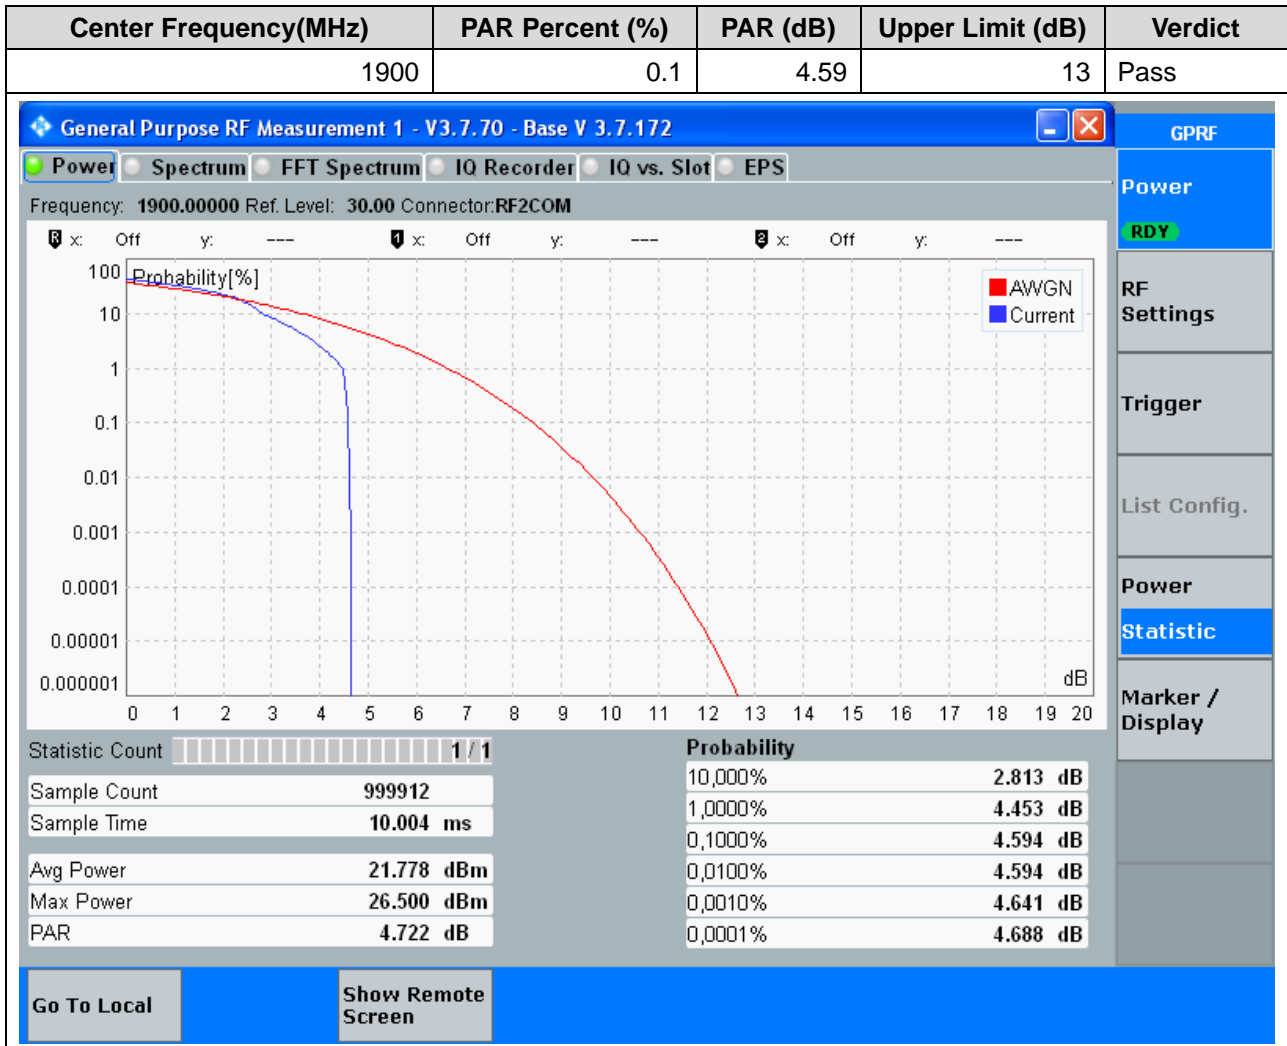 Center Frequency(MHz) PAR Percent (%) PAR (dB) Upper Limit (dB) Verdict
1900 0.1 4.59 13 Pass
General Purpose RF Measurement 1 - V3.7.70 - Base V 3.7.172
GPRF
Power Spectrum FFT Spectrum IQ Recorder IQ vs. Slot EPS
Frequency: 1900.00000 Ref. Level: 30.00 Connector:RF2COM
R x: Off y: --- 1 x: Off y: --- 2 x: Off y: ---
Probability[%]
100
10
1
0.1
0.01
0.001
0.0001
0.00001
0.000001
AWGN
Current
dB
0 1 2 3 4 5 6 7 8 9 10 11 12 13 14 15 16 17 18 19 20
Statistic Count 1 / 1
Sample Count 999912
Sample Time 10.004 ms
Avg Power 21.778 dBm
Max Power 26.500 dBm
PAR 4.722 dB
Probability
10,000% 2.813 dB
1,0000% 4.453 dB
0,1000% 4.594 dB
0,0100% 4.594 dB
0,0010% 4.641 dB
0,0001% 4.688 dB
Power
RDY
RF
Settings
Trigger
List Config.
Power
Statistic
Marker /
Display
Go To Local
Show Remote
Screen